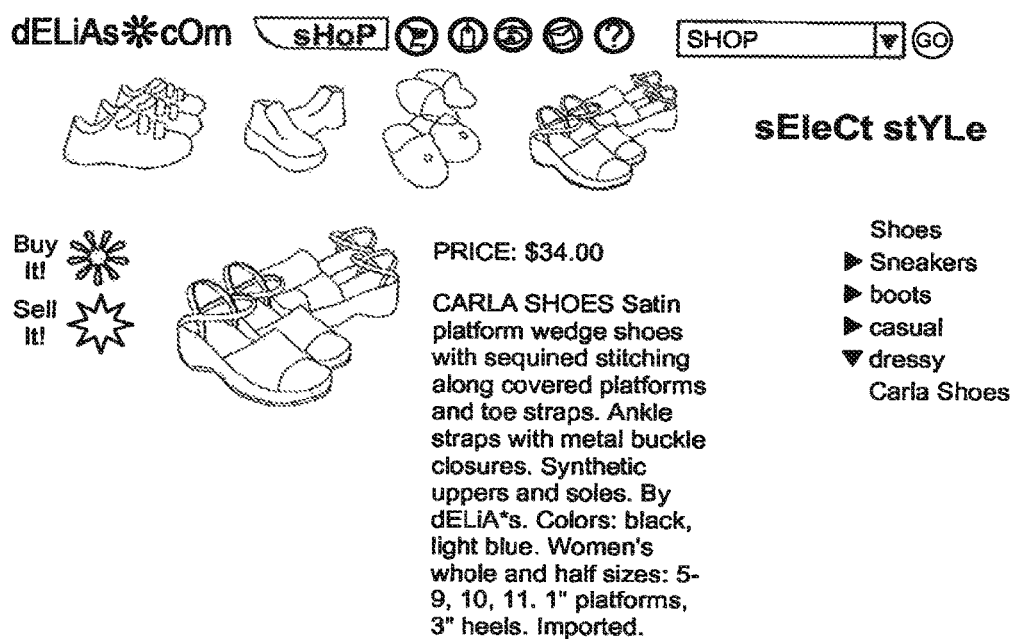 dELiAs*cOm sHoP ? SHOP GO
sEleCt stYLe
Buy
It!
Sell
It!
PRICE: $34.00
CARLA SHOES Satin
platform wedge shoes
with sequined stitching
along covered platforms
and toe straps. Ankle
straps with metal buckle
closures. Synthetic
uppers and soles. By
dELiA*s. Colors: black,
light blue. Women's
whole and half sizes: 5-
9, 10, 11. 1" platforms,
3" heels. Imported.
Shoes
Sneakers
boots
casual
dressy
Carla Shoes